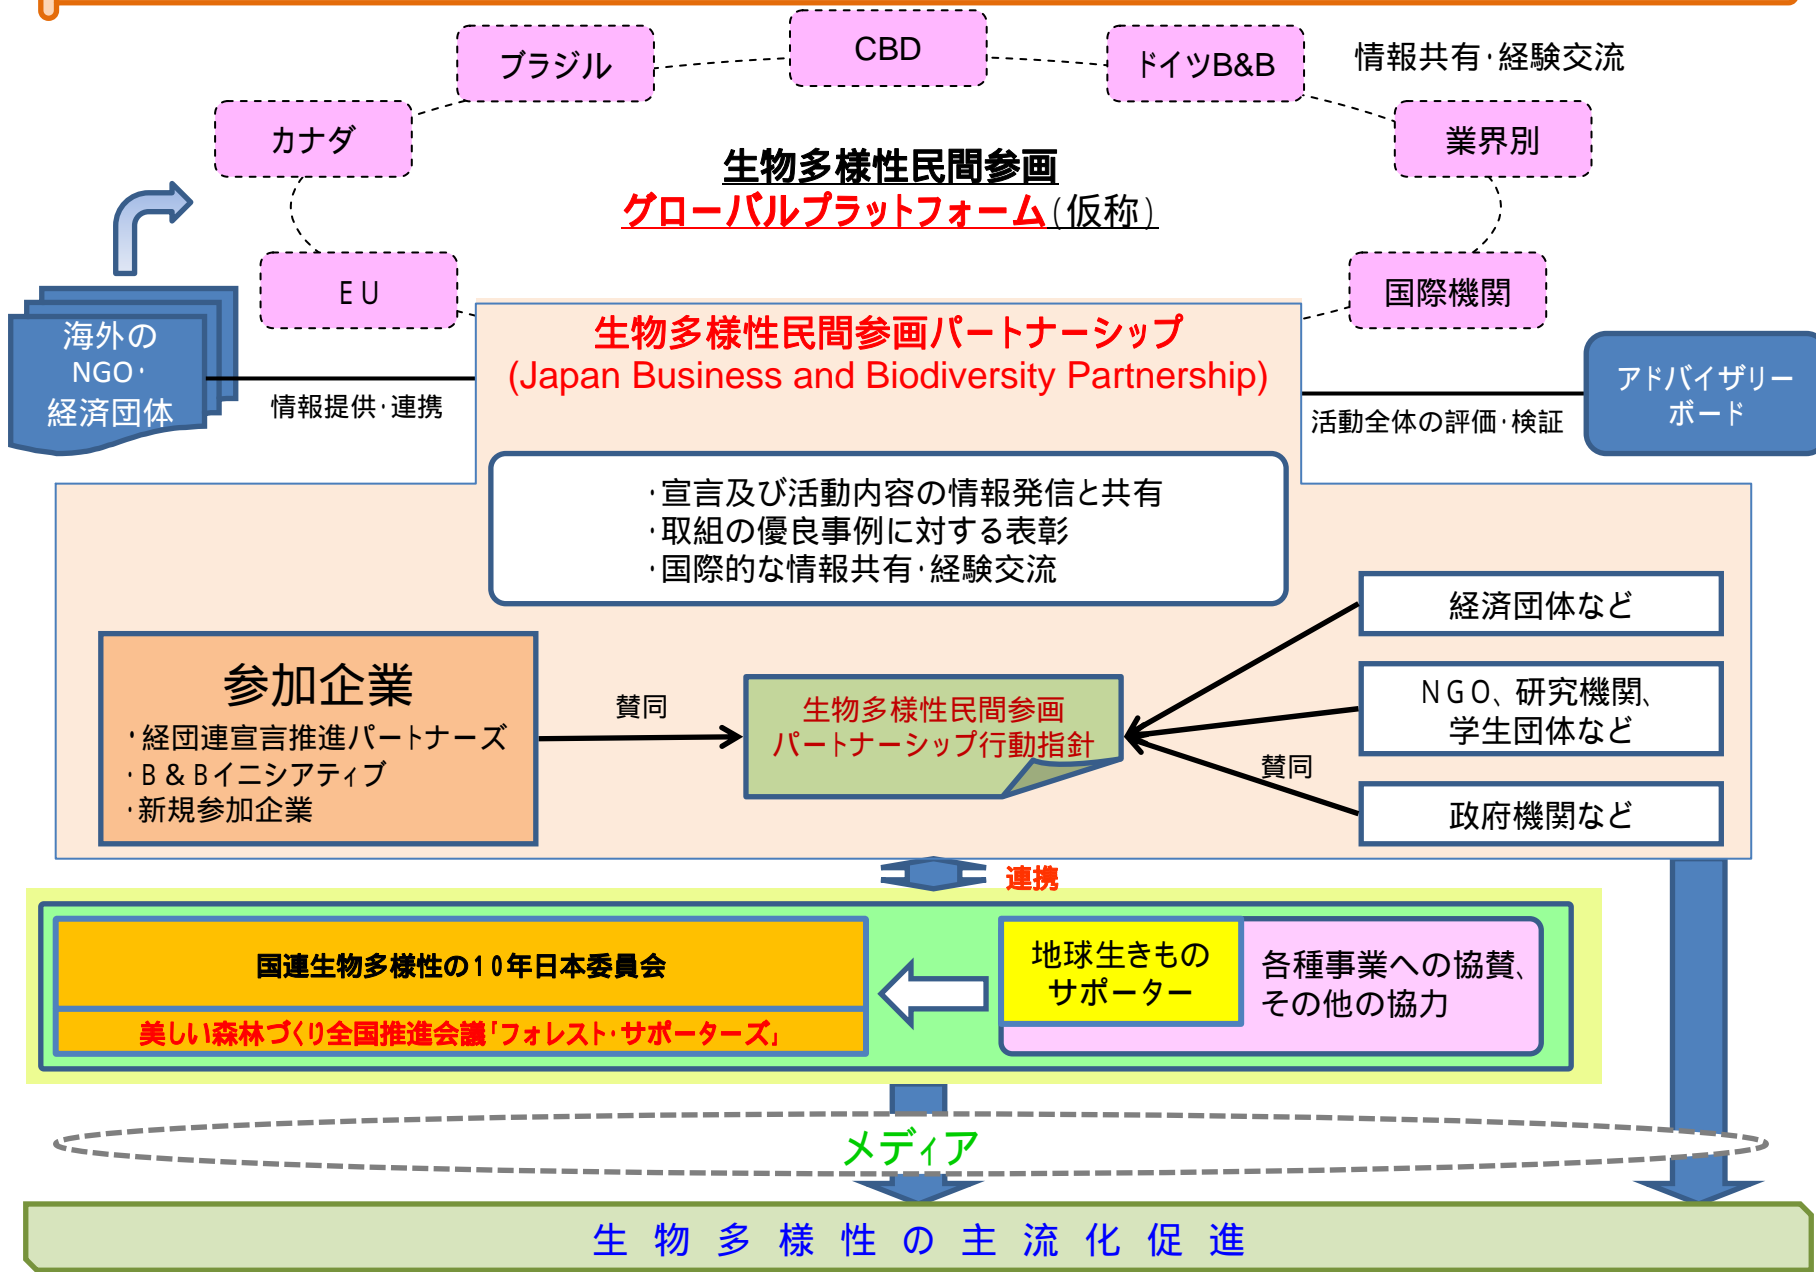 CBD
ブラジル
ドイツB&B
情報共有・経験交流
カナダ
業界別
生物多様性民間参画
グローバルプラットフォーム(仮称)
EU
国際機関
海外の
NGO・
経済団体
情報提供・連携
生物多様性民間参画パートナーシップ
(Japan Business and Biodiversity Partnership)
アドバイザリー
ボード
活動全体の評価・検証
・宣言及び活動内容の情報発信と共有
・取組の優良事例に対する表彰
・国際的な情報共有・経験交流
参加企業
・経団連宣言推進パートナーズ
・B&Bイニシアティブ
・新規参加企業
賛同
生物多様性民間参画
パートナーシップ行動指針
経済団体など
NGO、研究機関、
学生団体など
賛同
政府機関など
連携
国連生物多様性の10年日本委員会
美しい森林づくり全国推進会議「フォレスト・サポーターズ」
地球生きもの
サポーター
各種事業への協賛、
その他の協力
メディア
生物多様性の主流化促進